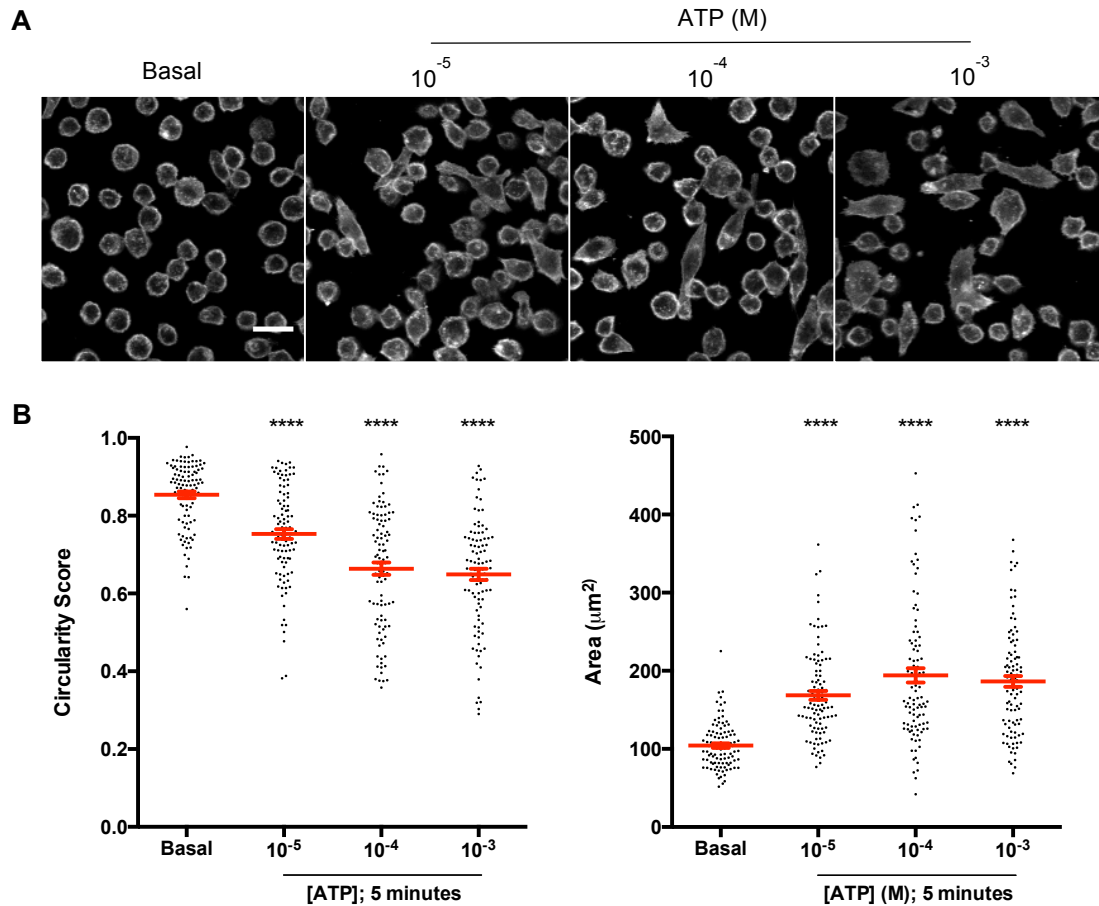 A
ATP (M)
Basal
10⁻⁵
10⁻⁴
10⁻³
B
**** **** ****
1.0
0.8
0.6
0.4
0.2
0.0
Circularity Score
Basal 10⁻⁵ 10⁻⁴ 10⁻³
[ATP]; 5 minutes
**** **** ****
500
400
300
200
100
0
Area (μm²)
Basal 10⁻⁵ 10⁻⁴ 10⁻³
[ATP] (M); 5 minutes